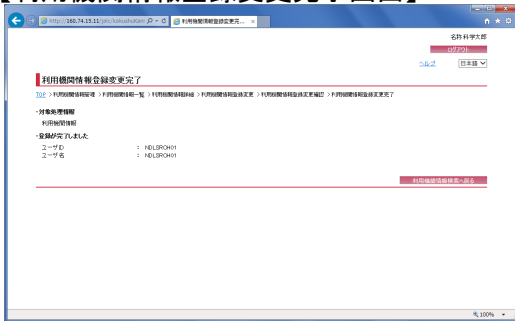 【利用機関情報登録変更完了画面】
http://160.74.15.11/
利用機関情報登録変更完...
名称 科学太郎
ログアウト
ヘルプ
日本語
利用機関情報登録変更完了
TOP >利用機関情報管理 >利用機関情報一覧 >利用機関情報詳細 >利用機関情報登録変更 >利用機関情報登録変更確認 >利用機関情報登録変更完了
・対象処理情報
利用機関情報
・登録が完了しました
ユーザID : NDLSROH01
ユーザ名 : NDLSROH01
利用機関情報検索へ戻る
100%